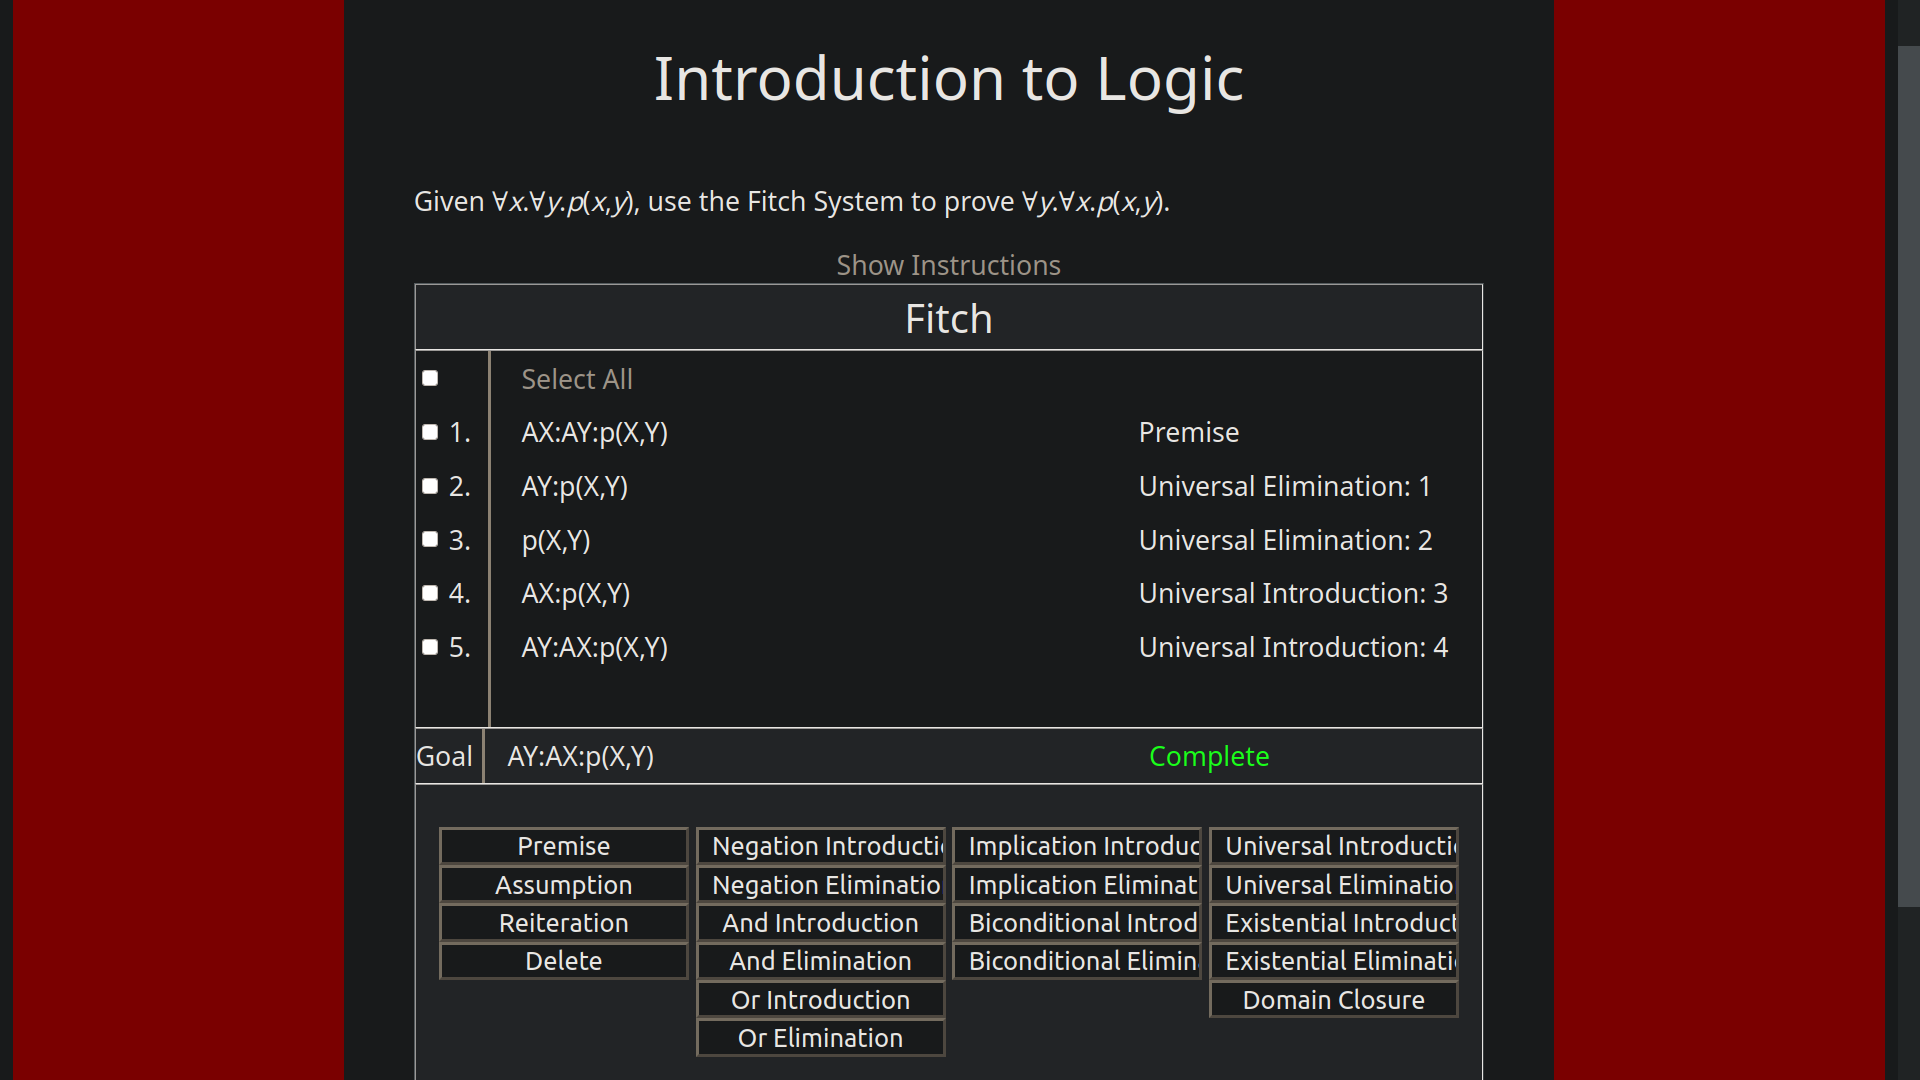 Introduction to Logic
Given ∀x.∀y.p(x,y), use the Fitch System to prove ∀y.∀x.p(x,y).
Show Instructions
Fitch
Select All
1. AX:AY:p(X,Y) Premise
2. AY:p(X,Y) Universal Elimination: 1
3. p(X,Y) Universal Elimination: 2
4. AX:p(X,Y) Universal Introduction: 3
5. AY:AX:p(X,Y) Universal Introduction: 4
Goal AY:AX:p(X,Y) Complete
Premise Negation Introducti Implication Introduc Universal Introducti
Assumption Negation Eliminatio Implication Eliminat Universal Eliminatio
Reiteration And Introduction Biconditional Introd Existential Introduct
Delete And Elimination Biconditional Elimin Existential Eliminati
Or Introduction Domain Closure
Or Elimination